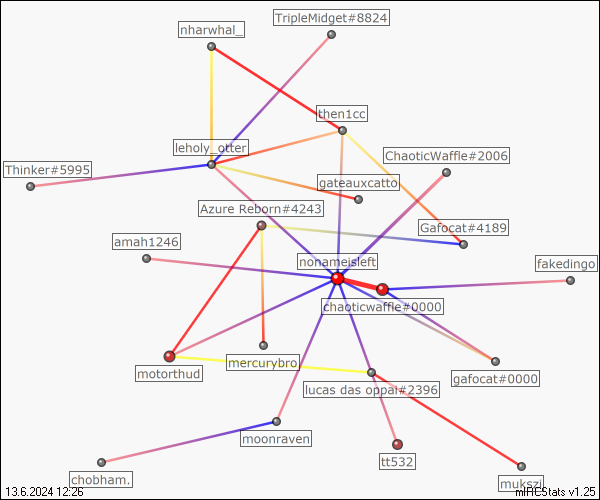 TripleMidget#8824
nharwhal_
then1cc
leholy_otter
ChaoticWaffle#2006
Thinker#5995
gateauxcatto
Azure Reborn#4243
Gafocat#4189
amah1246
nonameisleft
fakedingo
chaoticwaffle#0000
mercurybro
motorthud
gafocat#0000
lucas das oppai#2396
moonraven
tt532
chobham.
mukszi
13.6.2024 12:26
mIRCStats v1.25